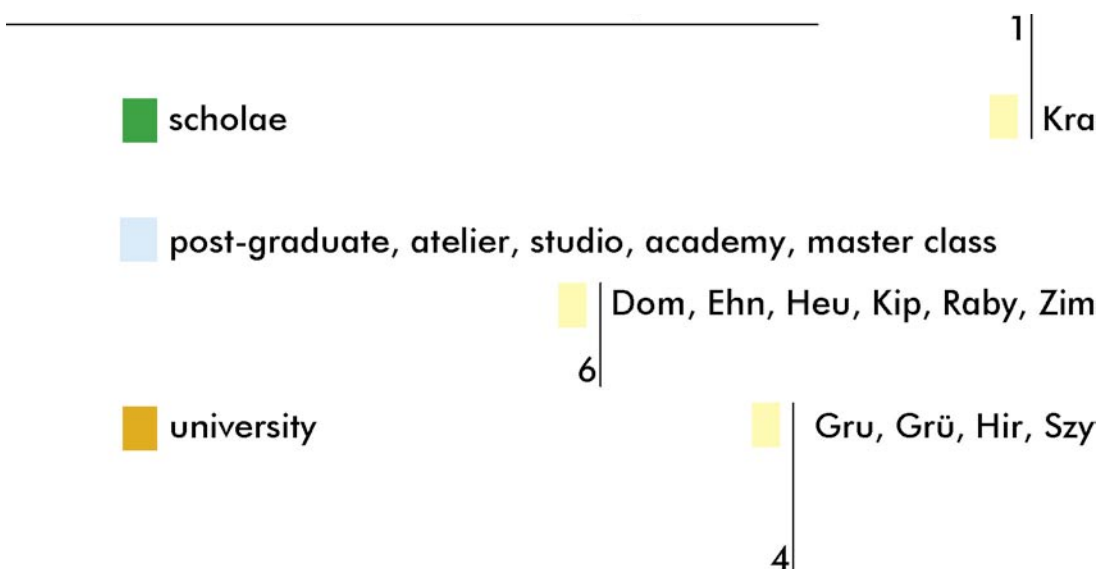 1
scholae Kra
post-graduate, atelier, studio, academy, master class
Dom, Ehn, Heu, Kip, Raby, Zim
6
university Gru, Grü, Hir, Szy
4